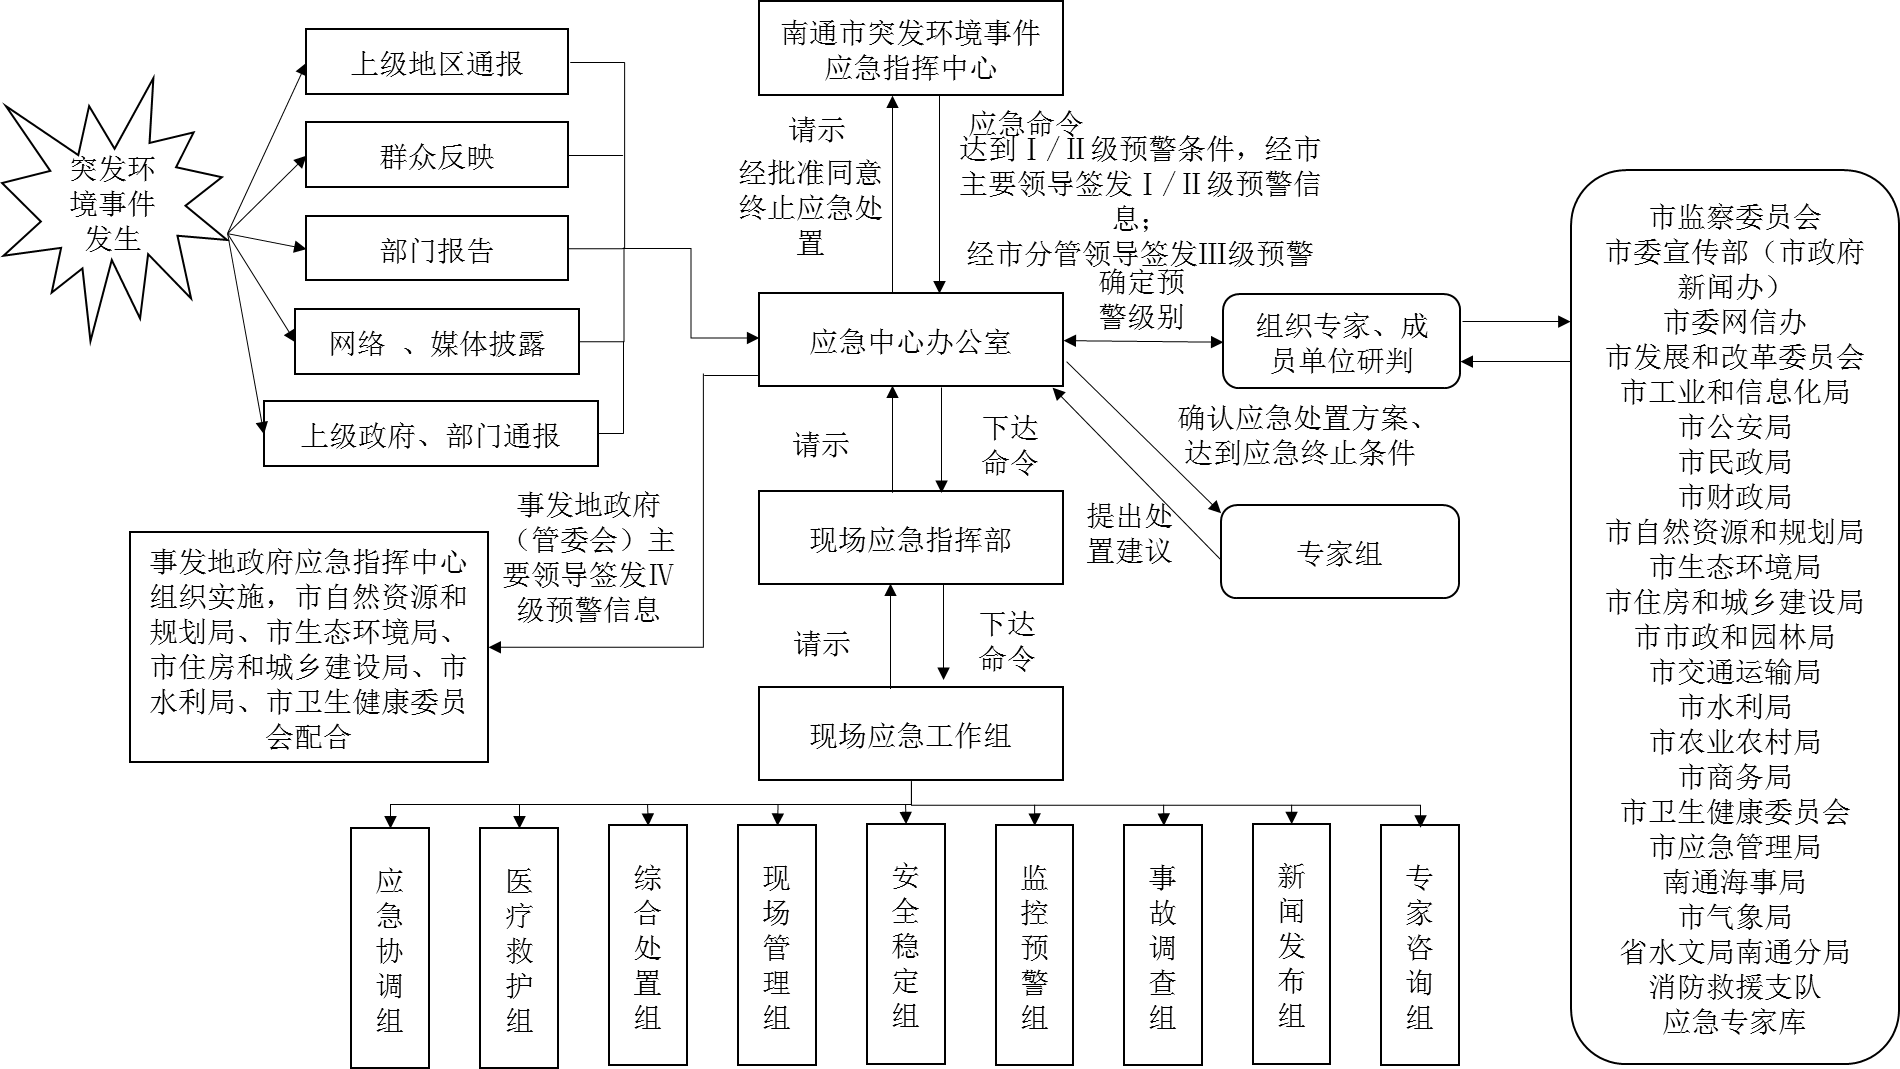 突发环
境事件
发生
上级地区通报
群众反映
部门报告
网络 、媒体披露
上级政府、部门通报
南通市突发环境事件
应急指挥中心
请示
经批准同意
终止应急处
置
应急命令
达到Ⅰ/Ⅱ级预警条件，经市
主要领导签发Ⅰ/Ⅱ级预警信
息；
经市分管领导签发Ⅲ级预警
应急中心办公室
确定预
警级别
组织专家、成
员单位研判
请示
下达
命令
确认应急处置方案、
达到应急终止条件
提出处
置建议
专家组
现场应急指挥部
请示
下达
命令
现场应急工作组
事发地政府
（管委会）主
要领导签发Ⅳ
级预警信息
事发地政府应急指挥中心
组织实施，市自然资源和
规划局、市生态环境局、
市住房和城乡建设局、市
水利局、市卫生健康委员
会配合
应急协调组
医疗救护组
综合处置组
现场管理组
安全稳定组
监控预警组
事故调查组
新闻发布组
专家咨询组
市监察委员会
市委宣传部（市政府
新闻办）
市委网信办
市发展和改革委员会
市工业和信息化局
市公安局
市民政局
市财政局
市自然资源和规划局
市生态环境局
市住房和城乡建设局
市市政和园林局
市交通运输局
市水利局
市农业农村局
市商务局
市卫生健康委员会
市应急管理局
南通海事局
市气象局
省水文局南通分局
消防救援支队
应急专家库